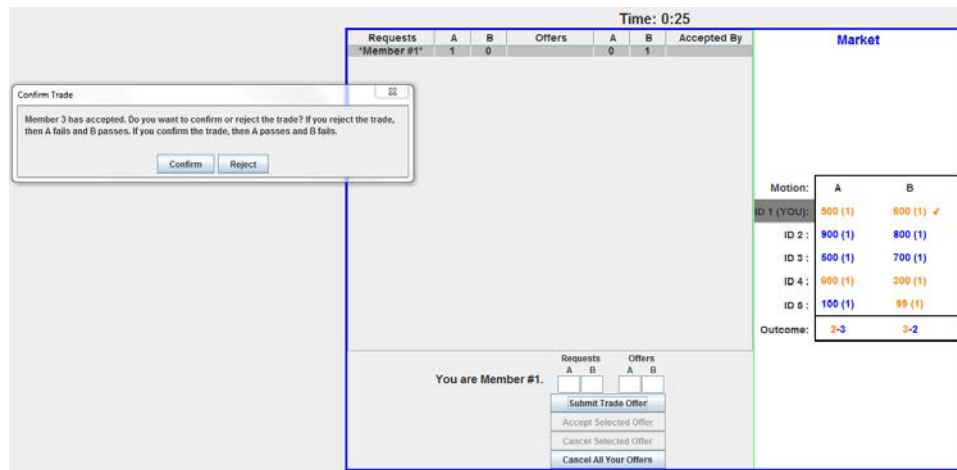 Time: 0:25
Requests A B Offers A B Accepted By
*Member #1* 1 0 0 1
Market
Confirm Trade
Member 3 has accepted. Do you want to confirm or reject the trade? If you reject the trade,
then A fails and B passes. If you confirm the trade, then A passes and B fails.
Confirm Reject
Motion: A B
ID 1 (YOU): 500 (1) 600 (1) ✓
ID 2 : 900 (1) 800 (1)
ID 3 : 500 (1) 700 (1)
ID 4 : 600 (1) 300 (1)
ID 5 : 100 (1) 99 (1)
Outcome: 2-3 3-2
Requests Offers
A B A B
You are Member #1.
Submit Trade Offer
Accept Selected Offer
Cancel Selected Offer
Cancel All Your Offers